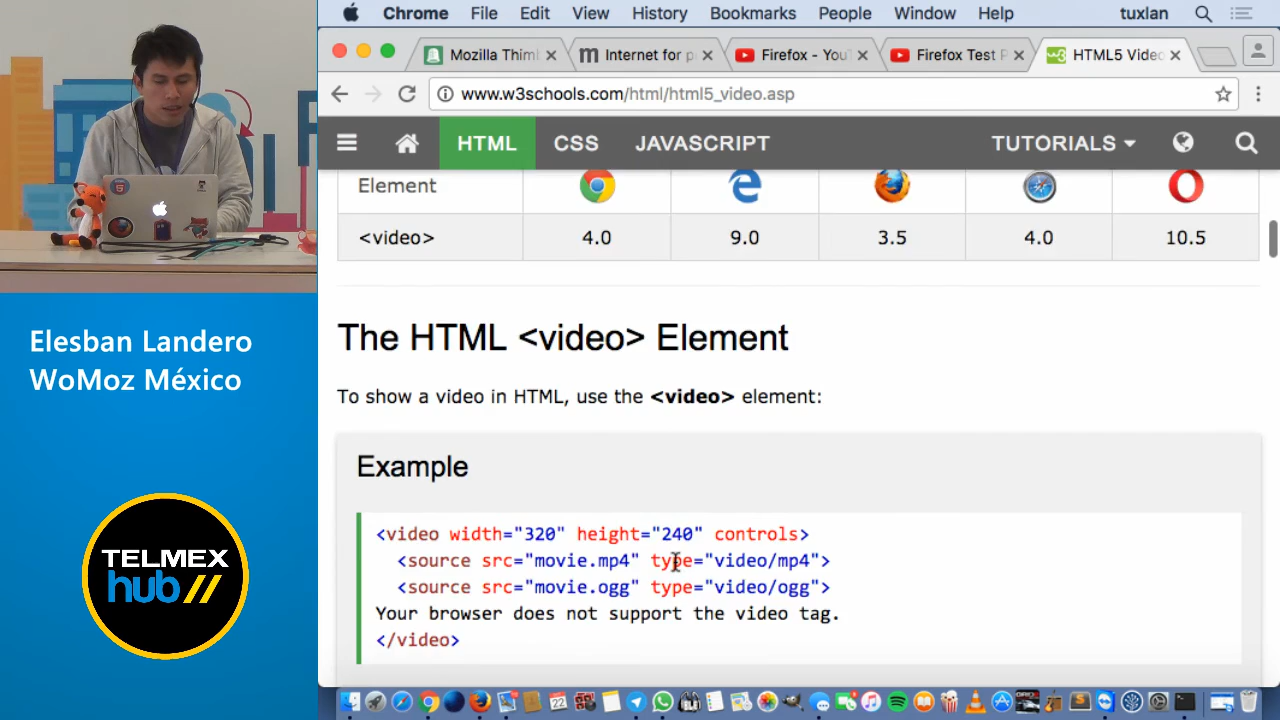 Chrome File Edit View History Bookmarks People Window Help tuxlan
Mozilla Thiml
Internet for p
Firefox - You
Firefox Test P
HTML5 Video
www.w3schools.com/html/html5_video.asp
HTML CSS JAVASCRIPT TUTORIALS
Element
<video> 4.0 9.0 3.5 4.0 10.5
The HTML <video> Element
To show a video in HTML, use the <video> element:
Example
<video width="320" height="240" controls>
<source src="movie.mp4" type="video/mp4">
<source src="movie.ogg" type="video/ogg">
Your browser does not support the video tag.
</video>
Elesban Landero
WoMoz México
TELMEX
hub